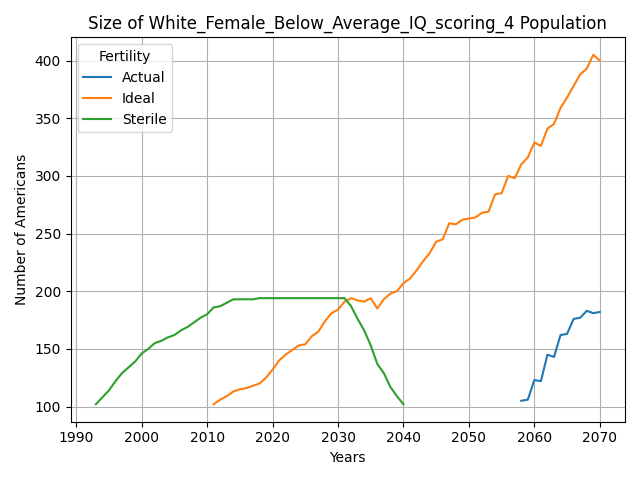 Size of White_Female_Below_Average_IQ_scoring_4 Population
Fertility
Actual
Ideal
Sterile
Number of Americans
400
350
300
250
200
150
100
1990 2000 2010 2020 2030 2040 2050 2060 2070
Years